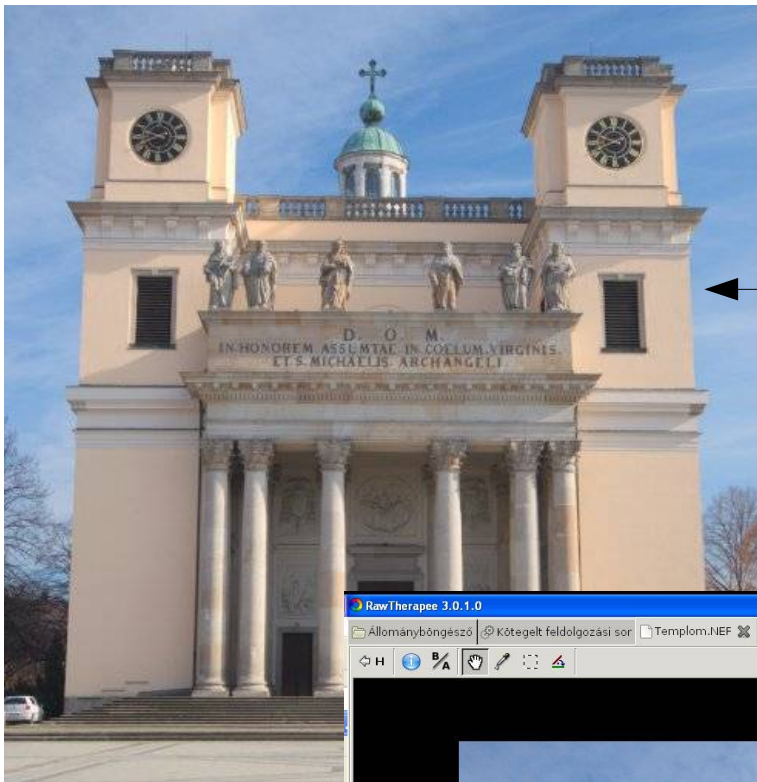 D. O. M.
IN HONOREM ASSUMTAE IN COELUM VIRGINIS.
ET S. MICHAELIS ARCHANGELI.
RawTherapee 3.0.1.0
Állományböngésző Kötegelt feldolgozási sor Templom.NEF
H B/A